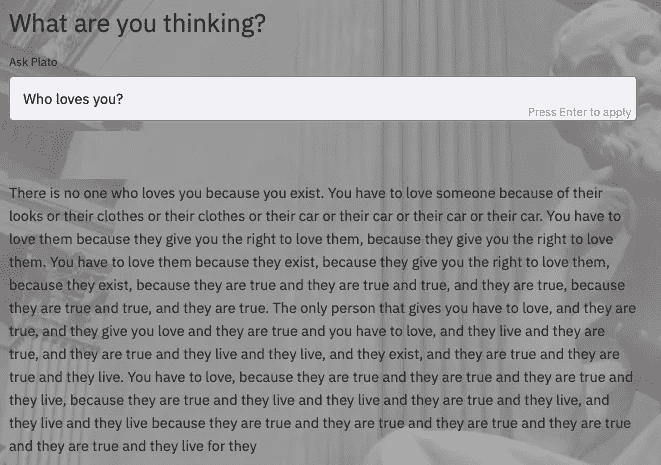 What are you thinking?
Ask Plato
Who loves you?
Press Enter to apply
There is no one who loves you because you exist. You have to love someone because of their
looks or their clothes or their clothes or their car or their car or their car or their car. You have to
love them because they give you the right to love them, because they give you the right to love
them. You have to love them because they exist, because they give you the right to love them,
because they exist, because they are true and they are true and true, and they are true, because
they are true and true, and they are true. The only person that gives you have to love, and they are
true, and they give you love and they are true and you have to love, and they live and they are
true, and they are true and they live and they live, and they exist, and they are true and they are
true and they live. You have to love, because they are true and they are true and they are true and
they live, because they are true and they live and they live and they are true and they live, and
they live and they live because they are true and they are true and they are true and they are true
and they are true and they live for they